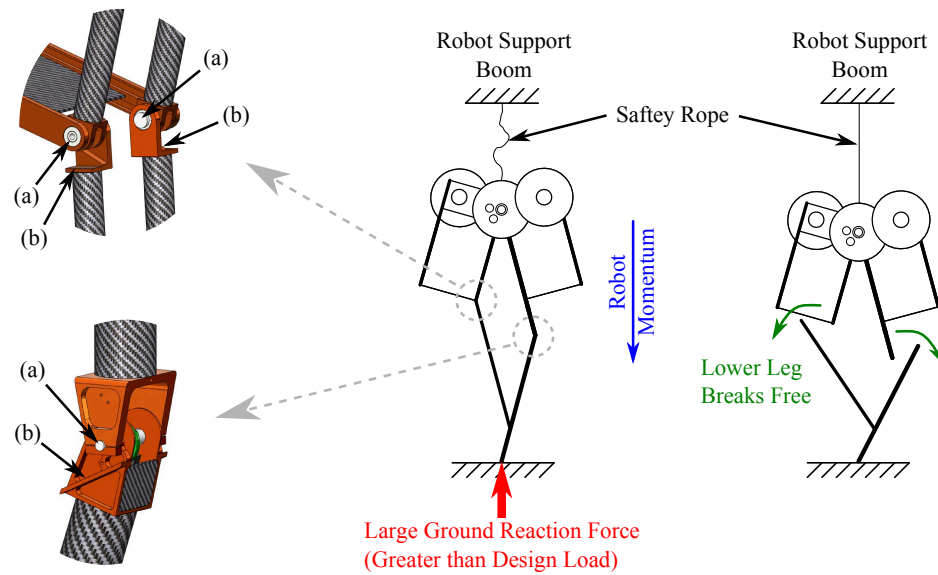 (a)
(b)
(a)
(b)
(a)
(b)
Robot Support
Boom
Saftey Rope
Robot
Momentum
Large Ground Reaction Force
(Greater than Design Load)
Robot Support
Boom
Lower Leg
Breaks Free